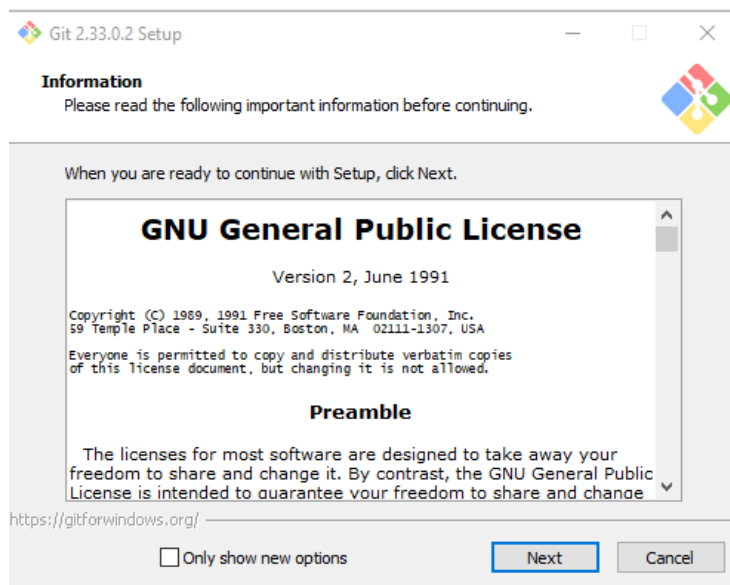 Git 2.33.0.2 Setup
Information
Please read the following important information before continuing.
When you are ready to continue with Setup, click Next.
GNU General Public License
Version 2, June 1991
Copyright (C) 1989, 1991 Free Software Foundation, Inc.
59 Temple Place - Suite 330, Boston, MA  02111-1307, USA
Everyone is permitted to copy and distribute verbatim copies
of this license document, but changing it is not allowed.
Preamble
The licenses for most software are designed to take away your
freedom to share and change it. By contrast, the GNU General Public
License is intended to guarantee your freedom to share and change
https://gitforwindows.org/
Only show new options
Next
Cancel